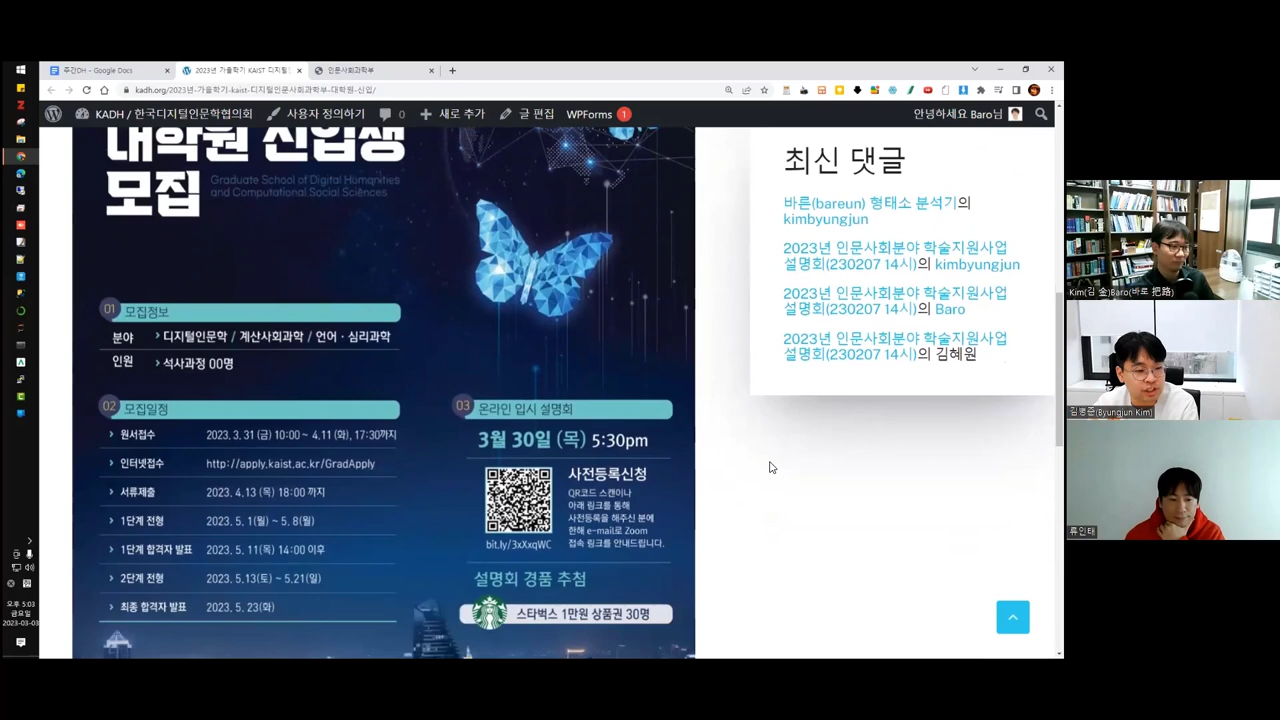 주간DH - Google Docs
2023년 가을학기 KAIST 디지털인
인문사회과학부
kadh.org/2023년-가을학기-kaist-디지털인문사회과학부-대학원-신입/
KADH / 한국디지털인문학협의회
사용자 정의하기
0
새로 추가
글 편집
WPForms
1
안녕하세요 Baro님
대학원 신입생
모집
Graduate School of Digital Humanities
and Computational Social Sciences
01 모집정보
분야 > 디지털인문학 / 계산사회과학 / 언어 · 심리과학
인원 > 석사과정 00명
02 모집일정
> 원서접수 2023. 3. 31 (금) 10:00 ~ 4.11 (화), 17:30까지
> 인터넷접수 http://apply.kaist.ac.kr/GradApply
> 서류제출 2023. 4.13 (목) 18:00 까지
> 1단계 전형 2023. 5. 1(월) ~ 5. 8(월)
> 1단계 합격자 발표 2023. 5. 11(목) 14:00 이후
> 2단계 전형 2023. 5.13(토) ~ 5.21(일)
> 최종 합격자 발표 2023. 5. 23(화)
03 온라인 입시 설명회
3월 30일 (목) 5:30pm
사전등록신청
QR코드 스캔이나
아래 링크를 통해
사전등록을 해주신 분에
한해 e-mail로 Zoom
접속 링크를 안내드립니다.
bit.ly/3xXxqWC
설명회 경품 추첨
스타벅스 1만원 상품권 30명
최신 댓글
바른(bareun) 형태소 분석기의
kimbyungjun
2023년 인문사회분야 학술지원사업
설명회(230207 14시)의 kimbyungjun
2023년 인문사회분야 학술지원사업
설명회(230207 14시)의 Baro
2023년 인문사회분야 학술지원사업
설명회(230207 14시)의 김혜원
오후 5:03
금요일
2023-03-03
Kim(김 金)Baro(바로 把路)
김병준(Byungjun Kim)
류인태